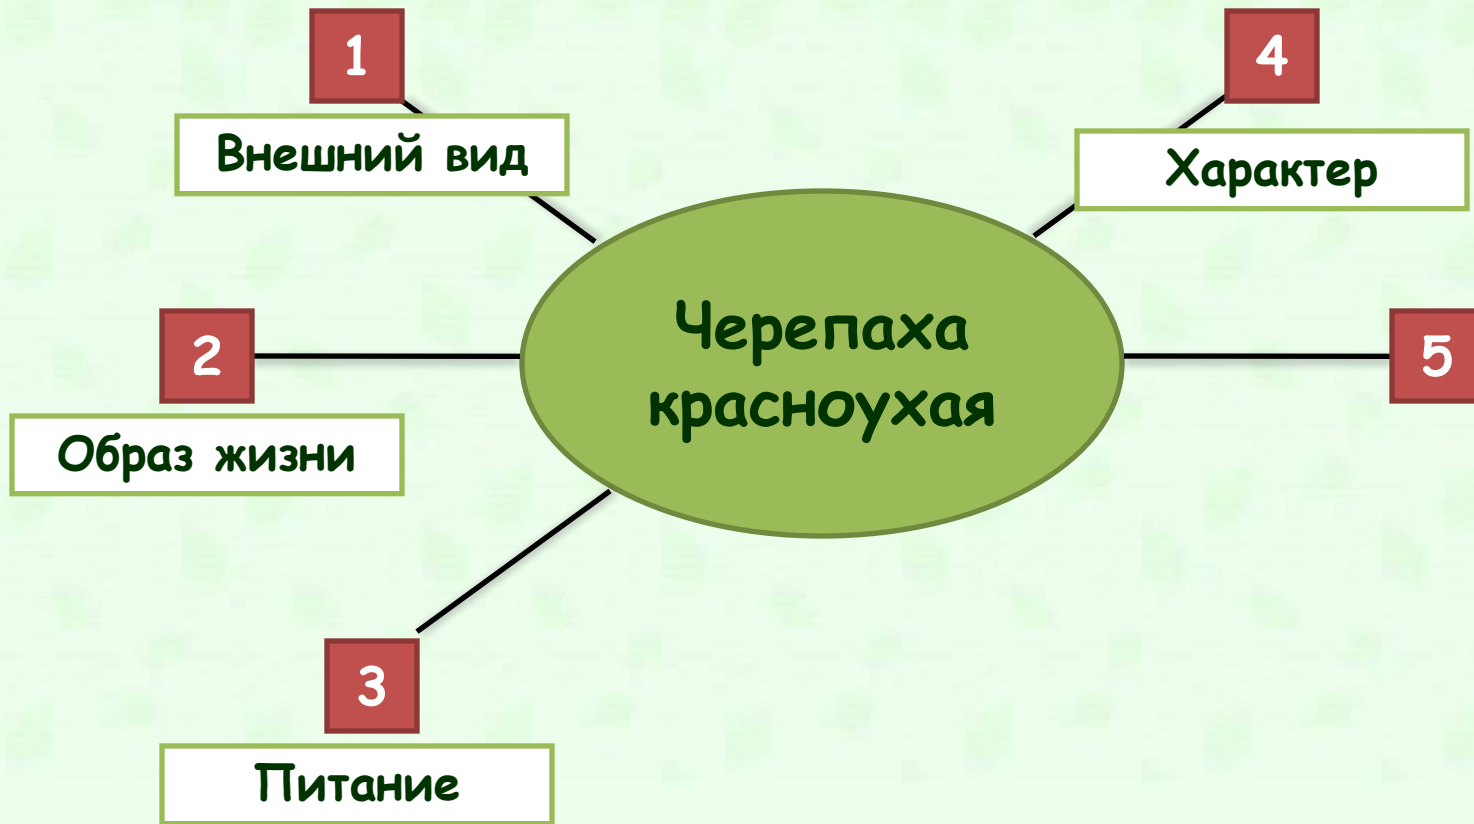 1
Внешний вид
2
Образ жизни
3
Питание
Черепаха
красноухая
4
Характер
5